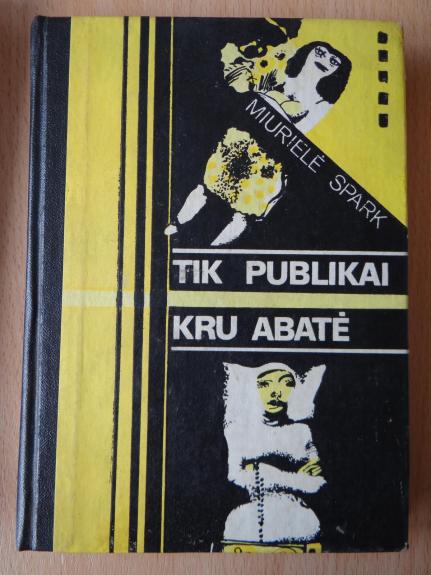 MIURIELĖ SPARK
TIK PUBLIKAI
KRU ABATĖ